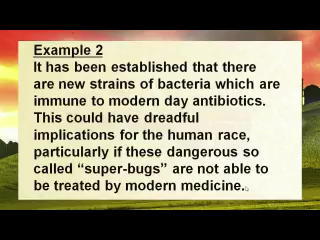 Example 2
It has been established that there
are new strains of bacteria which are
immune to modern day antibiotics.
This could have dreadful
implications for the human race,
particularly if these dangerous so
called “super-bugs” are not able to
be treated by modern medicine.